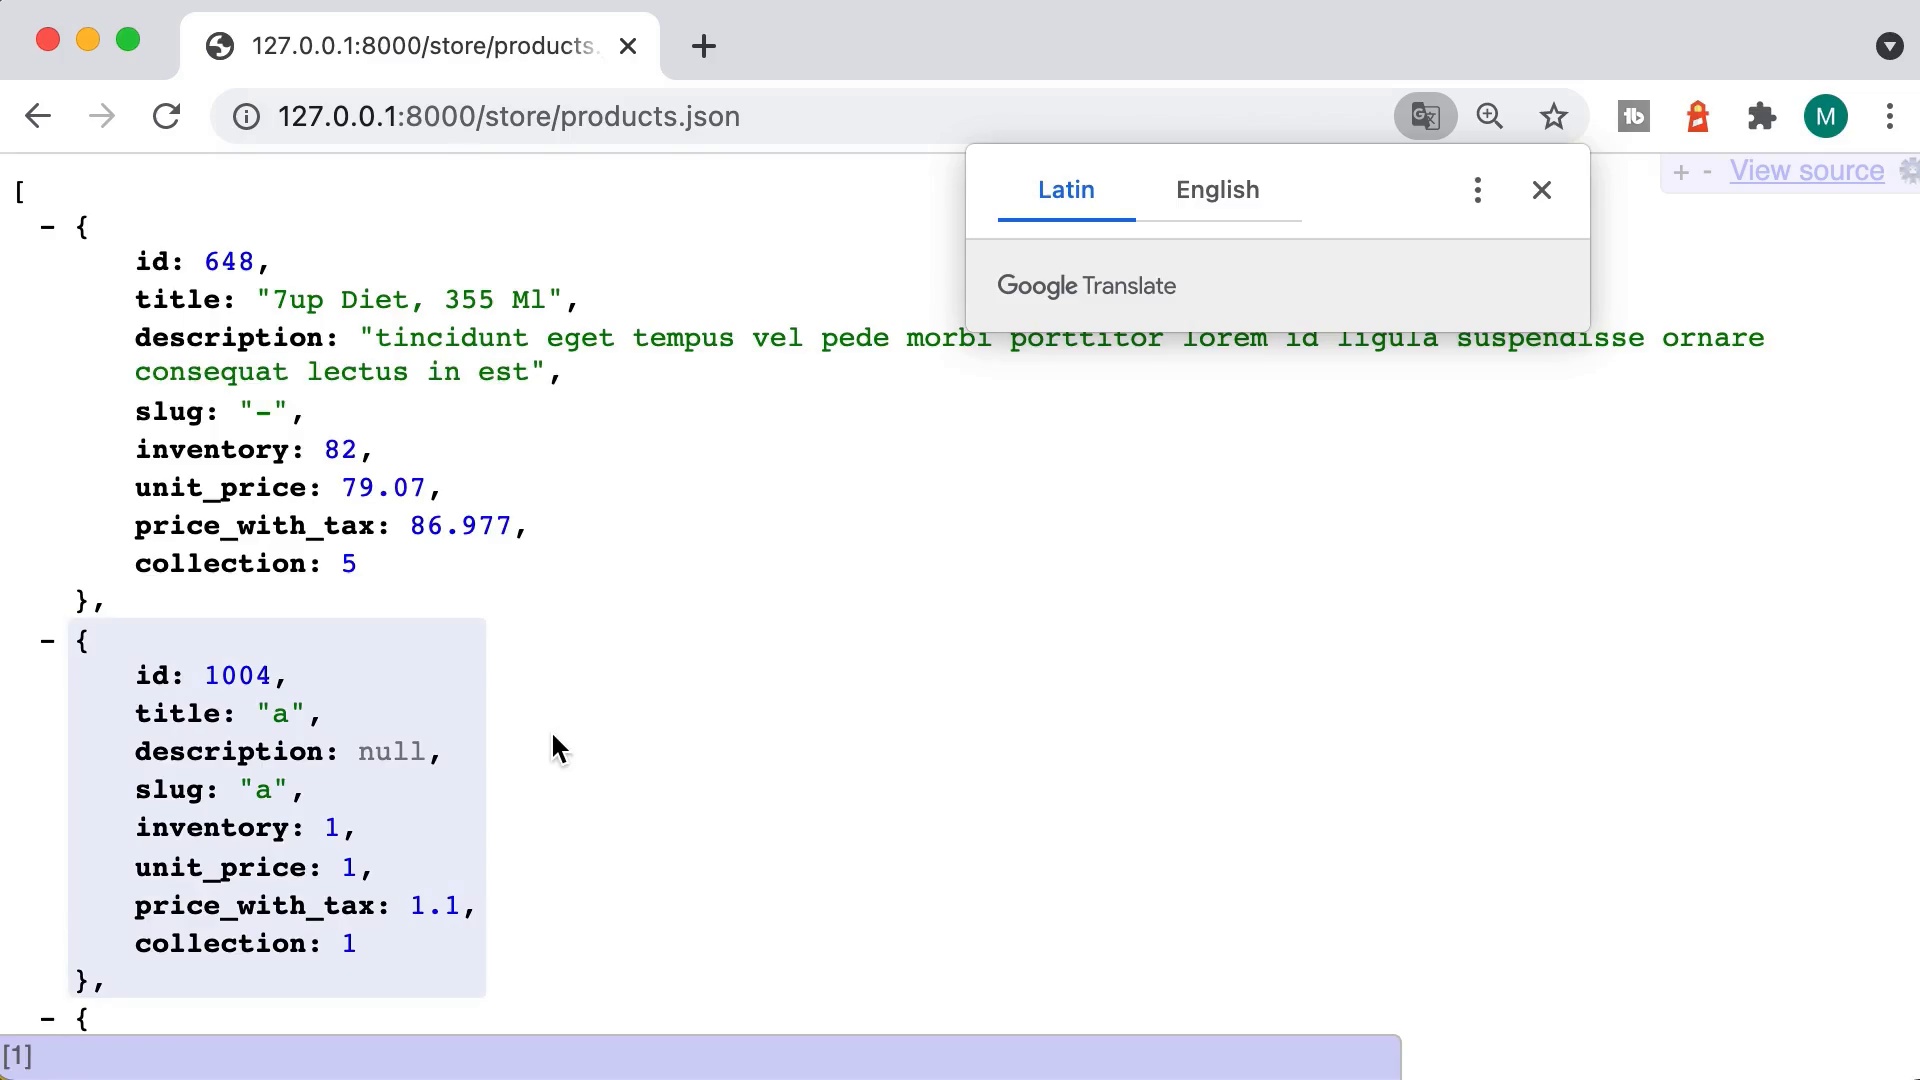 127.0.0.1:8000/store/products.
127.0.0.1:8000/store/products.json
M
Latin English
Google Translate
+ - View source
[
- {
id: 648,
title: "7up Diet, 355 Ml",
description: "tincidunt eget tempus vel pede morbi porttitor lorem id ligula suspendisse ornare
consequat lectus in est",
slug: "-",
inventory: 82,
unit_price: 79.07,
price_with_tax: 86.977,
collection: 5
},
- {
id: 1004,
title: "a",
description: null,
slug: "a",
inventory: 1,
unit_price: 1,
price_with_tax: 1.1,
collection: 1
},
- {
[1]